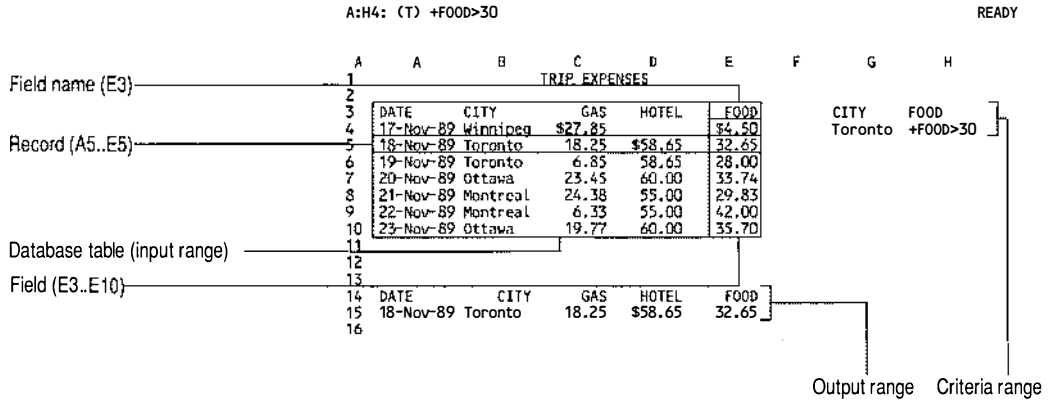 A:H4: (T) +FOOD>30 READY
A A B C D E F G H
Field name (E3) 1 TRIP EXPENSES
2
3 DATE CITY GAS HOTEL FOOD CITY FOOD
4 17-Nov-89 Winnipeg $27.85 $4.50 Toronto +FOOD>30
Record (A5..E5) 5 18-Nov-89 Toronto 18.25 $58.65 32.65
6 19-Nov-89 Toronto 6.85 58.65 28.00
7 20-Nov-89 Ottawa 23.45 60.00 33.74
8 21-Nov-89 Montreal 24.38 55.00 29.83
9 22-Nov-89 Montreal 6.33 55.00 42.00
10 23-Nov-89 Ottawa 19.77 60.00 35.70
Database table (input range) 11
12
Field (E3..E10) 13
14 DATE CITY GAS HOTEL FOOD
15 18-Nov-89 Toronto 18.25 $58.65 32.65
16
Output range Criteria range